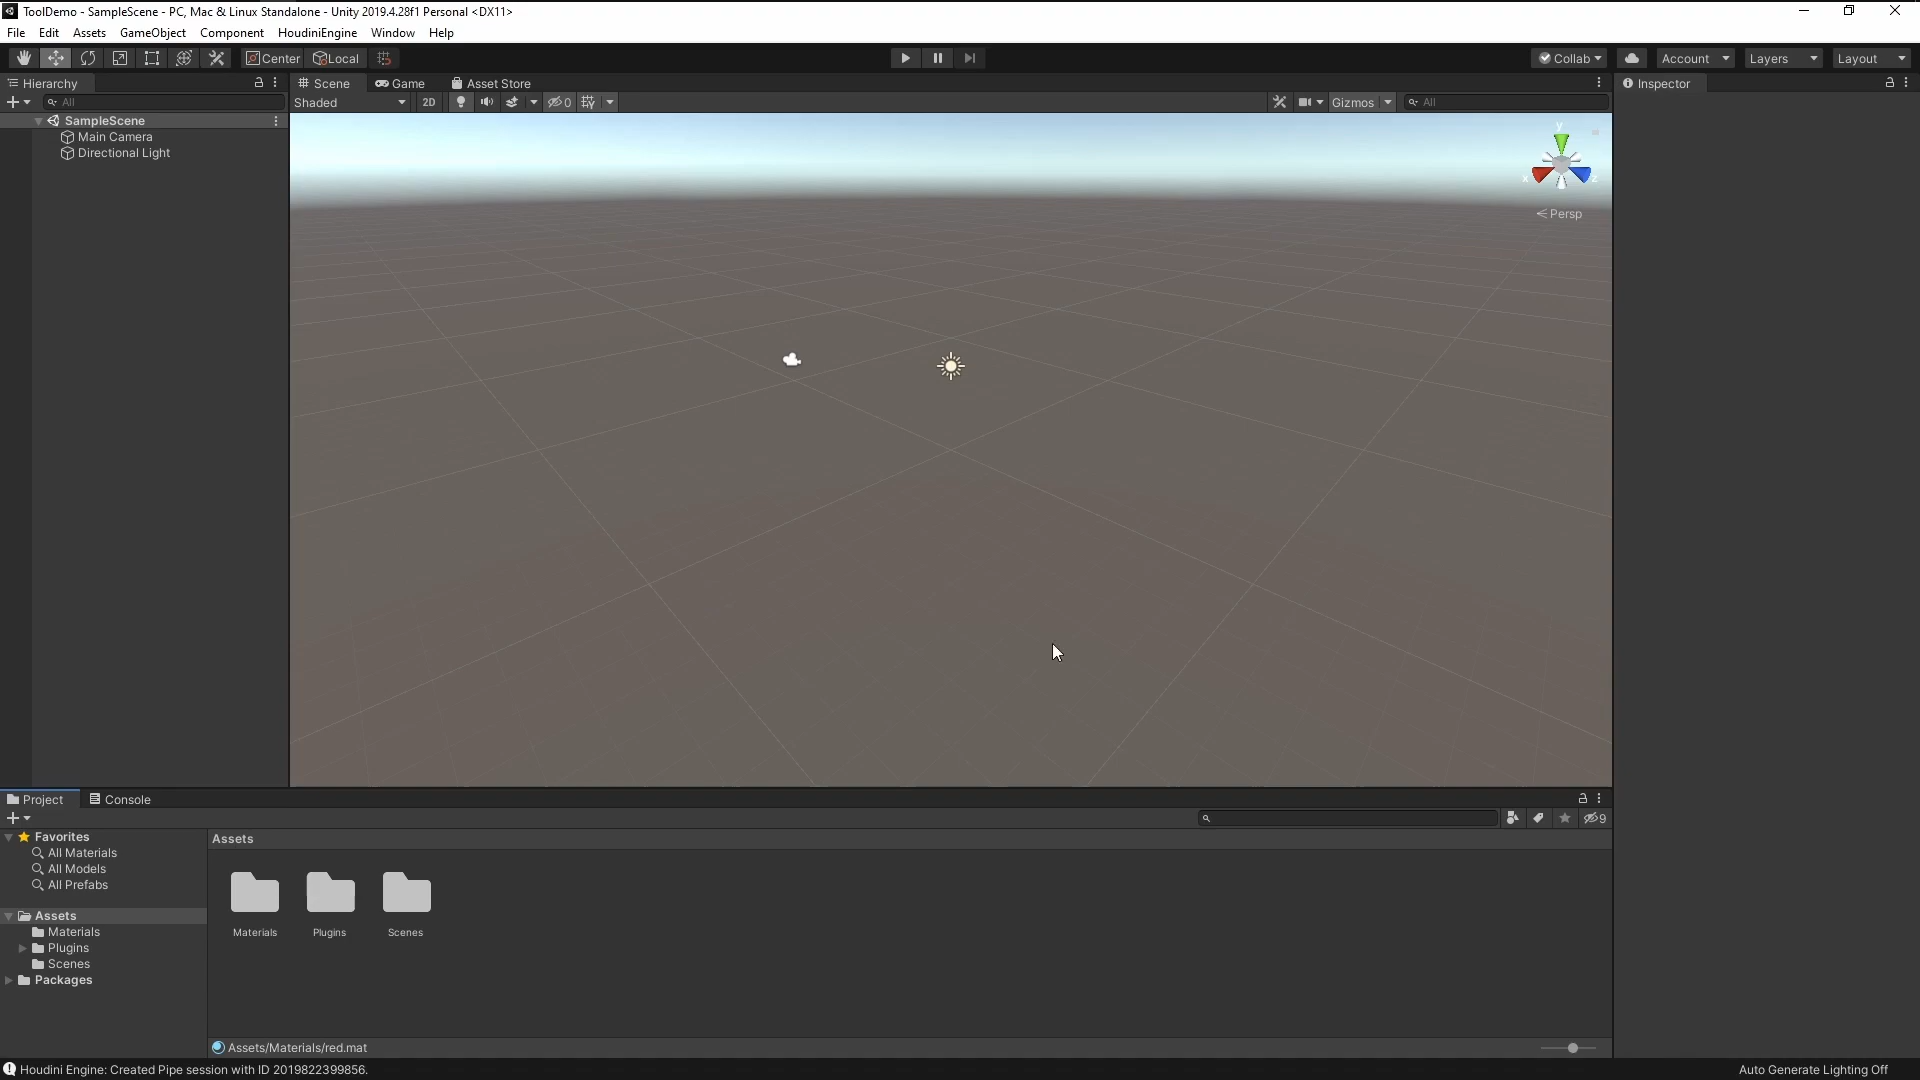 ToolDemo - SampleScene - PC, Mac & Linux Standalone - Unity 2019.4.28f1 Personal <DX11>
File Edit Assets GameObject Component HoudiniEngine Window Help
Center Local Collab Account Layers Layout
Hierarchy Scene Game Asset Store Inspector
All Shaded 2D 0 Gizmos All
SampleScene
Main Camera
Directional Light
y
x z
Persp
Project Console
9
Favorites Assets
All Materials
All Models
All Prefabs
Assets
Materials
Plugins
Scenes
Packages
Materials Plugins Scenes
Assets/Materials/red.mat
Houdini Engine: Created Pipe session with ID 2019822399856. Auto Generate Lighting Off